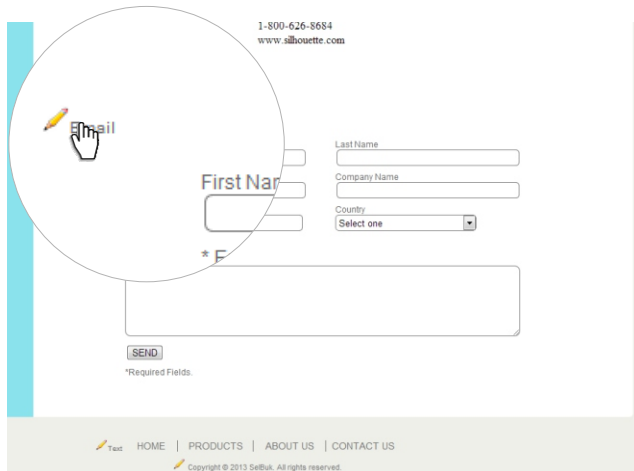 1-800-626-8684
www.silhouette.com
Email
Last Name
First Nar
Company Name
Country
Select one
*
SEND
*Required Fields.
Text HOME | PRODUCTS | ABOUT US | CONTACT US
Copyright © 2013 SelBuk. All rights reserved.